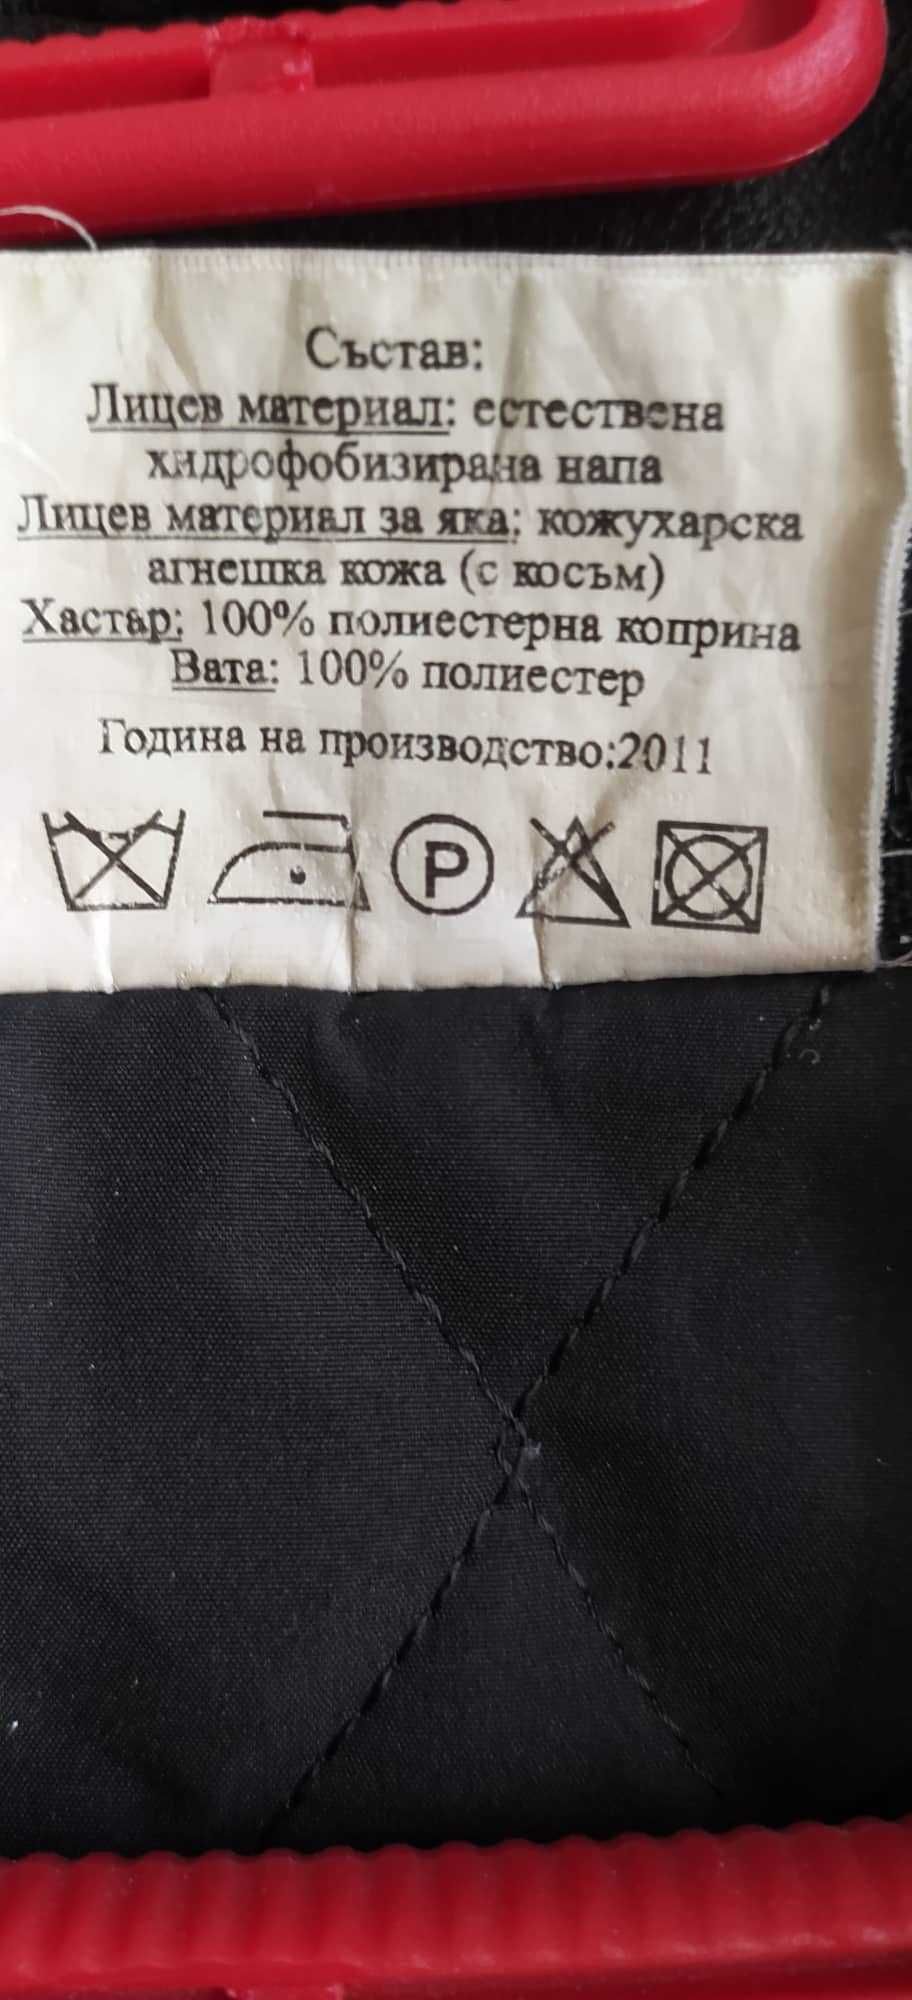 Състав:
Лицев материал: естествена
хидрофобизирана напа
Лицев материал за яка: кожухарска
агнешка кожа (с косъм)
Хастар: 100% полиестерна коприна
Вата: 100% полиестер
Година на производство:2011
P